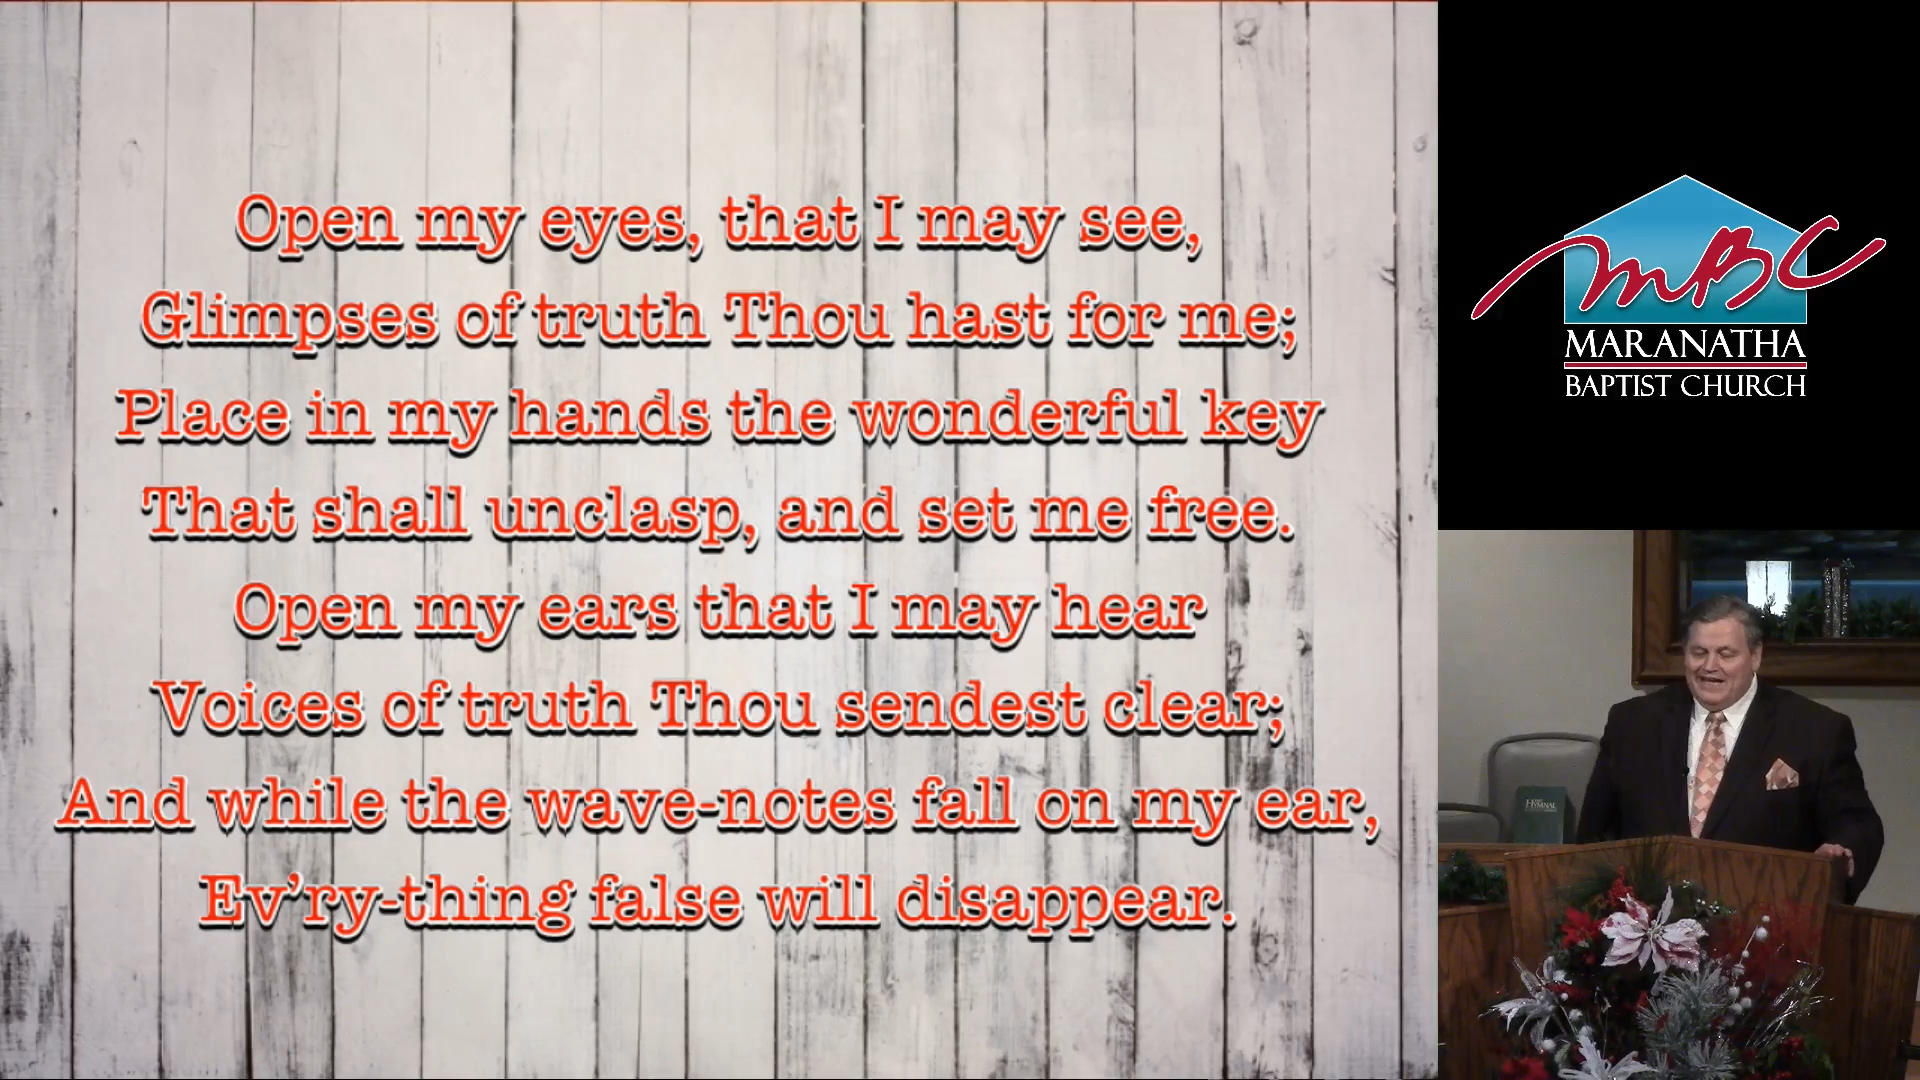 Open my eyes, that I may see,
Glimpses of truth Thou hast for me;
Place in my hands the wonderful key
That shall unclasp, and set me free.
Open my ears that I may hear
Voices of truth Thou sendest clear;
And while the wave-notes fall on my ear,
Ev'ry-thing false will disappear.
MBC
MARANATHA
BAPTIST CHURCH
HYMNAL